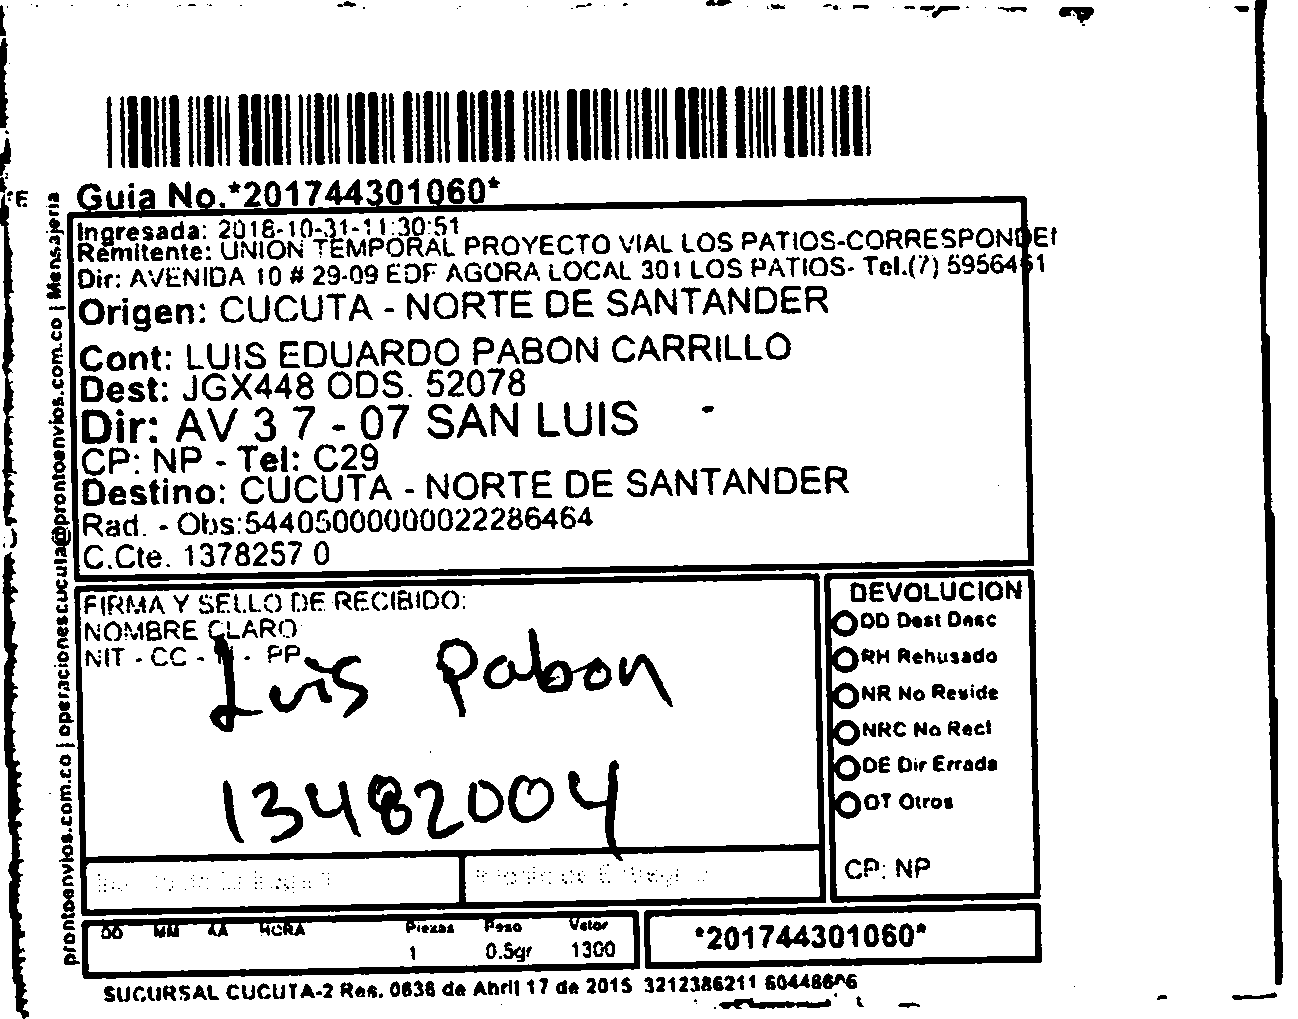 Guia No.*201744301060*
Ingresada: 2018-10-31-11:30:51
Remitente: UNION TEMPORAL PROYECTO VIAL LOS PATIOS-CORRESPONDE
Dir: AVENIDA 10 # 29-09 EDF AGORA LOCAL 301 LOS PATIOS- Tel.(7) 5956461
Origen: CUCUTA - NORTE DE SANTANDER
Cont: LUIS EDUARDO PABON CARRILLO
Dest: JGX448 ODS. 52078
Dir: AV 3 7 - 07 SAN LUIS
CP: NP - Tel: C29
Destino: CUCUTA - NORTE DE SANTANDER
Rad. - Obs:54405000000022286464
C.Cte. 1378257 0
prontoenvios.com.co | operacionescucuta@prontoenvios.com.co | Mensajeria
FIRMA Y SELLO DE RECIBIDO:
NOMBRE CLARO
NIT - CC - TI - PP
Luis Pabon
13482004
DEVOLUCION
DD Dest Desc
RH Rehusado
NR No Reside
NRC No Recl
DE Dir Errada
OT Otros
CP: NP
DD MM AA HORA Piezas Peso Valor
1 0.5gr 1300
*201744301060*
SUCURSAL CUCUTA-2 Res. 0636 de Abril 17 de 2015 3212386211